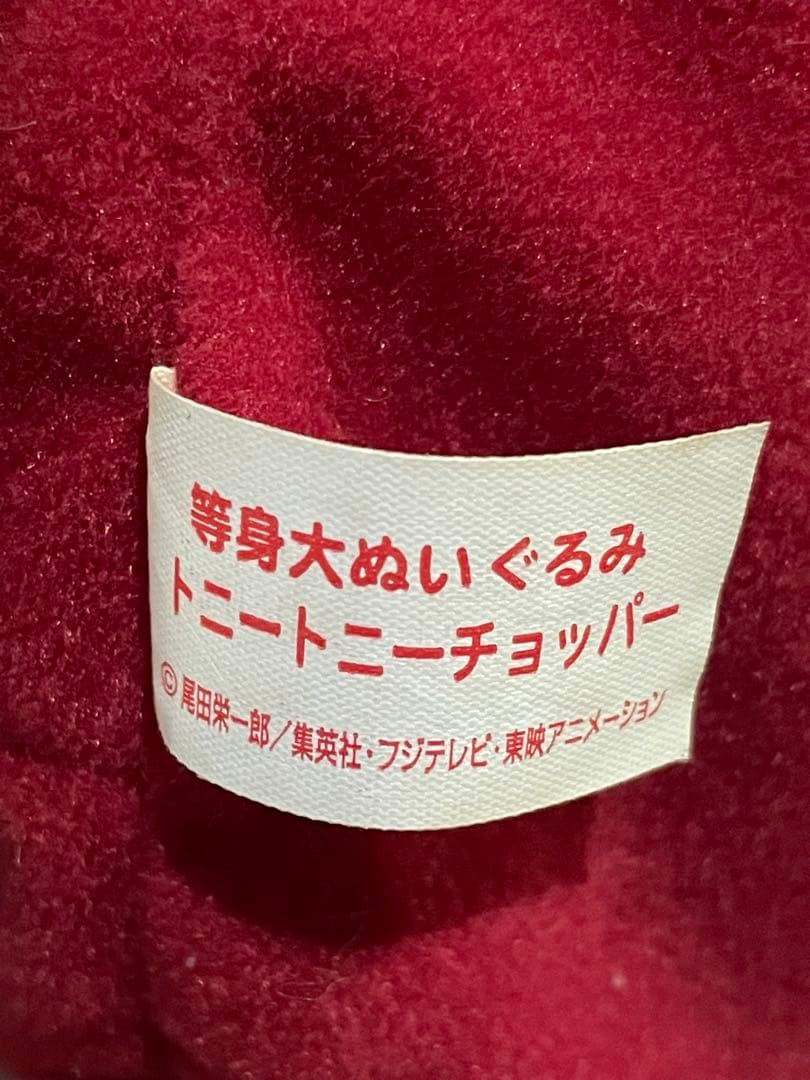 等身大ぬいぐるみ
トニートニーチョッパー
©尾田栄一郎／集英社・フジテレビ・東映アニメーション